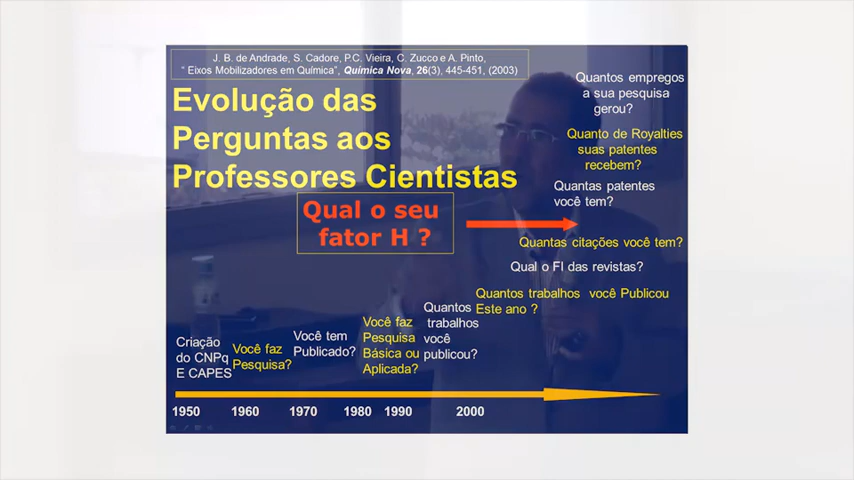 J. B. de Andrade, S. Cadore, P.C. Vieira, C. Zucco e A. Pinto,
“ Eixos Mobilizadores em Química”, Química Nova, 26(3), 445-451, (2003)
Evolução das
Perguntas aos
Professores Cientistas
Qual o seu
fator H ?
Quantos empregos
a sua pesquisa
gerou?
Quanto de Royalties
suas patentes
recebem?
Quantas patentes
você tem?
Quantas citações você tem?
Qual o FI das revistas?
Quantos trabalhos você Publicou
Este ano ?
Criação
do CNPq
E CAPES
Você faz
Pesquisa?
Você tem
Publicado?
Você faz
Pesquisa
Básica ou
Aplicada?
Quantos
trabalhos
você
publicou?
1950 1960 1970 1980 1990 2000